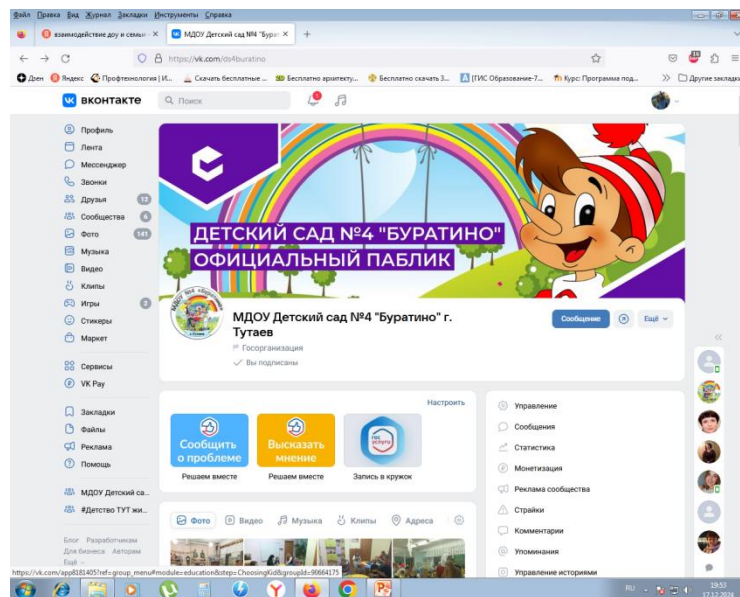 Файл Правка Вид Журнал Закладки Инструменты Справка
взаимодействие доу и семьи -
МДОУ Детский сад №4 "Бурат
https://vk.com/ds4buratino
Дзен Яндекс Профтехнология | И... Скачать бесплатные ... Бесплатно архитекту... Бесплатно скачать 3... [ГИС Образование-7... Курс: Программа под... Другие закладки
вконтакте
Поиск
Профиль
Лента
Мессенджер
Звонки
Друзья 12
Сообщества 6
Фото 141
Музыка
Видео
Клипы
Игры 2
Стикеры
Маркет
Сервисы
VK Pay
Закладки
Файлы
Реклама
Помощь
МДОУ Детский са...
#Детство ТУТ жи...
Блог Разработчикам
Для бизнеса Авторам
Ещё
ДЕТСКИЙ САД №4 "БУРАТИНО"
ОФИЦИАЛЬНЫЙ ПАБЛИК
МДОУ Детский сад №4 "Буратино" г.
Тутаев
Госорганизация
Вы подписаны
Сообщение
Ещё
Настроить
Сообщить
о проблеме
Решаем вместе
Высказать
мнение
Решаем вместе
гос
услуги
Запись в кружок
Фото Видео Музыка Клипы Адреса
Управление
Сообщения
Статистика
Монетизация
Реклама сообщества
Страйки
Комментарии
Упоминания
Управление историями
https://vk.com/app8181405?ref=group_menu#module=education&step=ChoosingKid&groupId=90664175
RU
19:53
17.12.2024